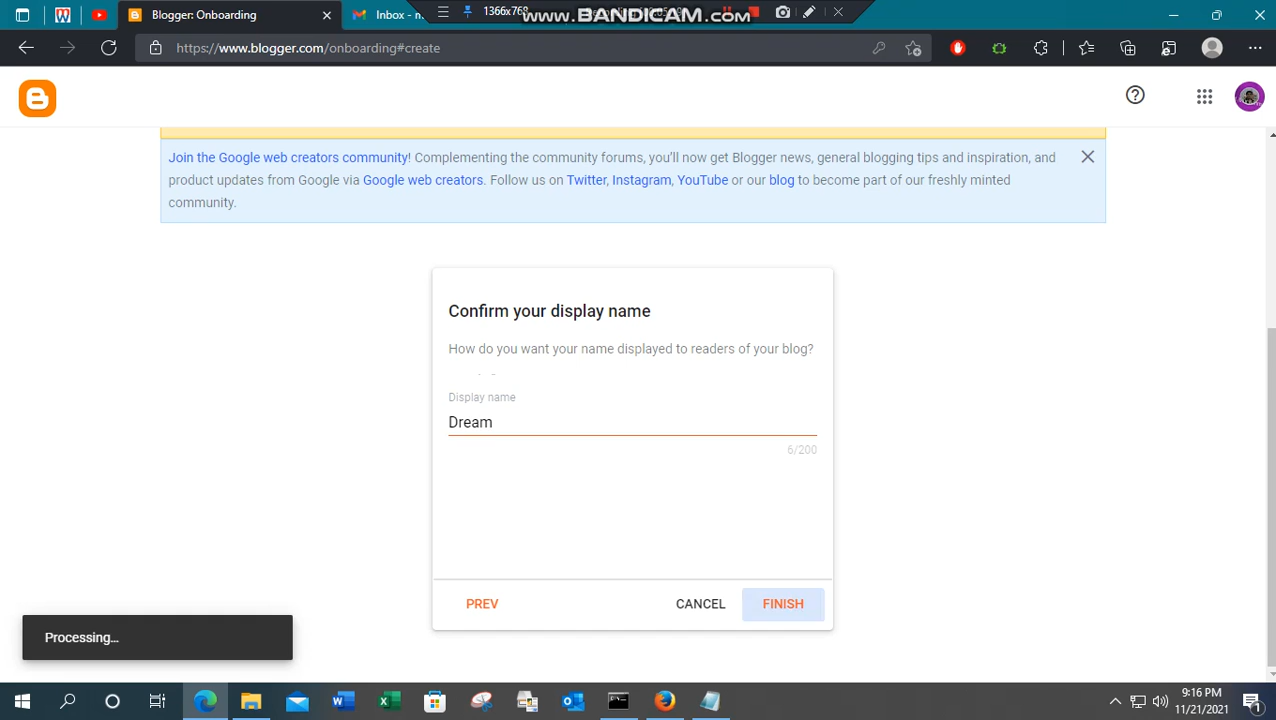 Blogger: Onboarding
Inbox -
1366x768
www.BANDICAM.com
https://www.blogger.com/onboarding#create
Join the Google web creators community! Complementing the community forums, you'll now get Blogger news, general blogging tips and inspiration, and
product updates from Google via Google web creators. Follow us on Twitter, Instagram, YouTube or our blog to become part of our freshly minted
community.
Confirm your display name
How do you want your name displayed to readers of your blog?
Display name
Dream
6/200
PREV
CANCEL
FINISH
Processing...
9:16 PM
11/21/2021